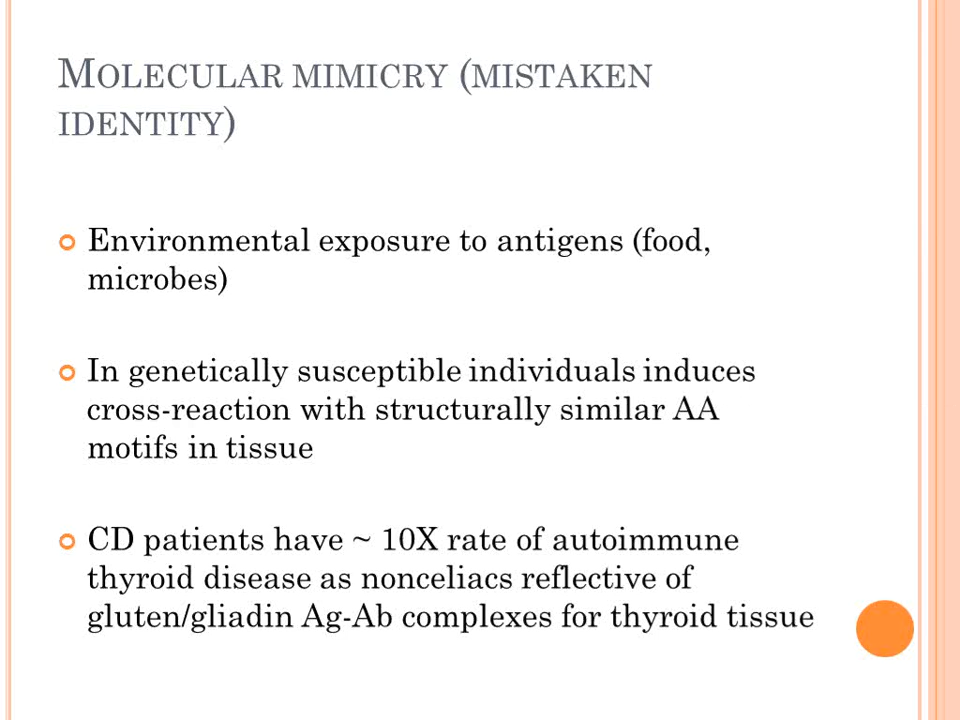 Molecular mimicry (mistaken
identity)
Environmental exposure to antigens (food,
microbes)
In genetically susceptible individuals induces
cross-reaction with structurally similar AA
motifs in tissue
CD patients have ~ 10X rate of autoimmune
thyroid disease as nonceliacs reflective of
gluten/gliadin Ag-Ab complexes for thyroid tissue